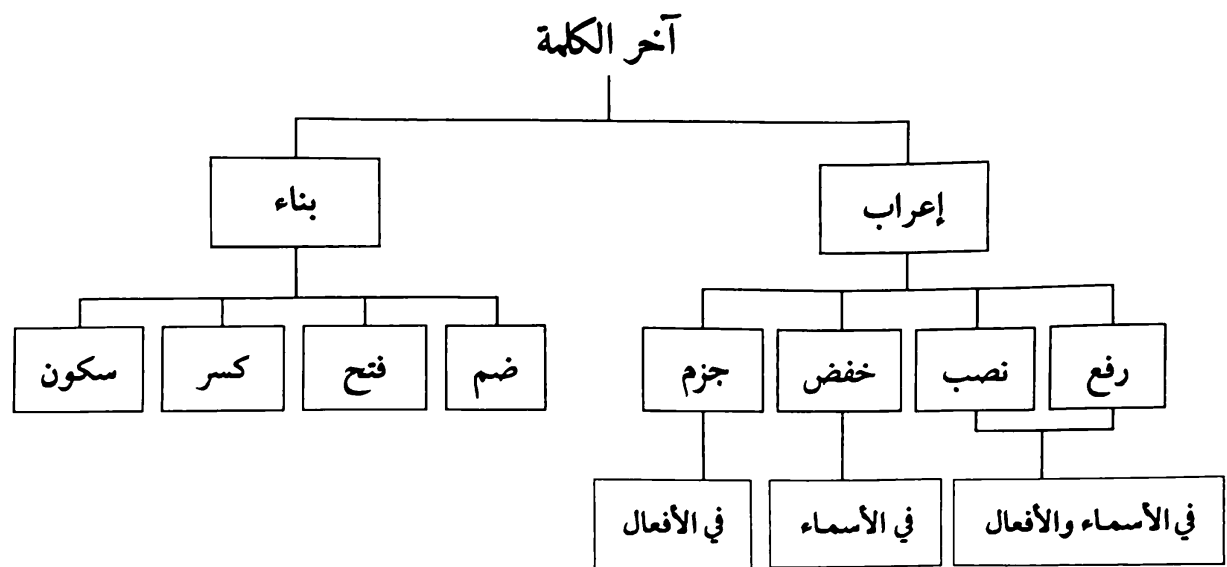 آخر الكلمة
إعراب
بناء
رفع
نصب
خفض
جزم
ضم
فتح
كسر
سكون
في الأسماء والأفعال
في الأسماء
في الأفعال